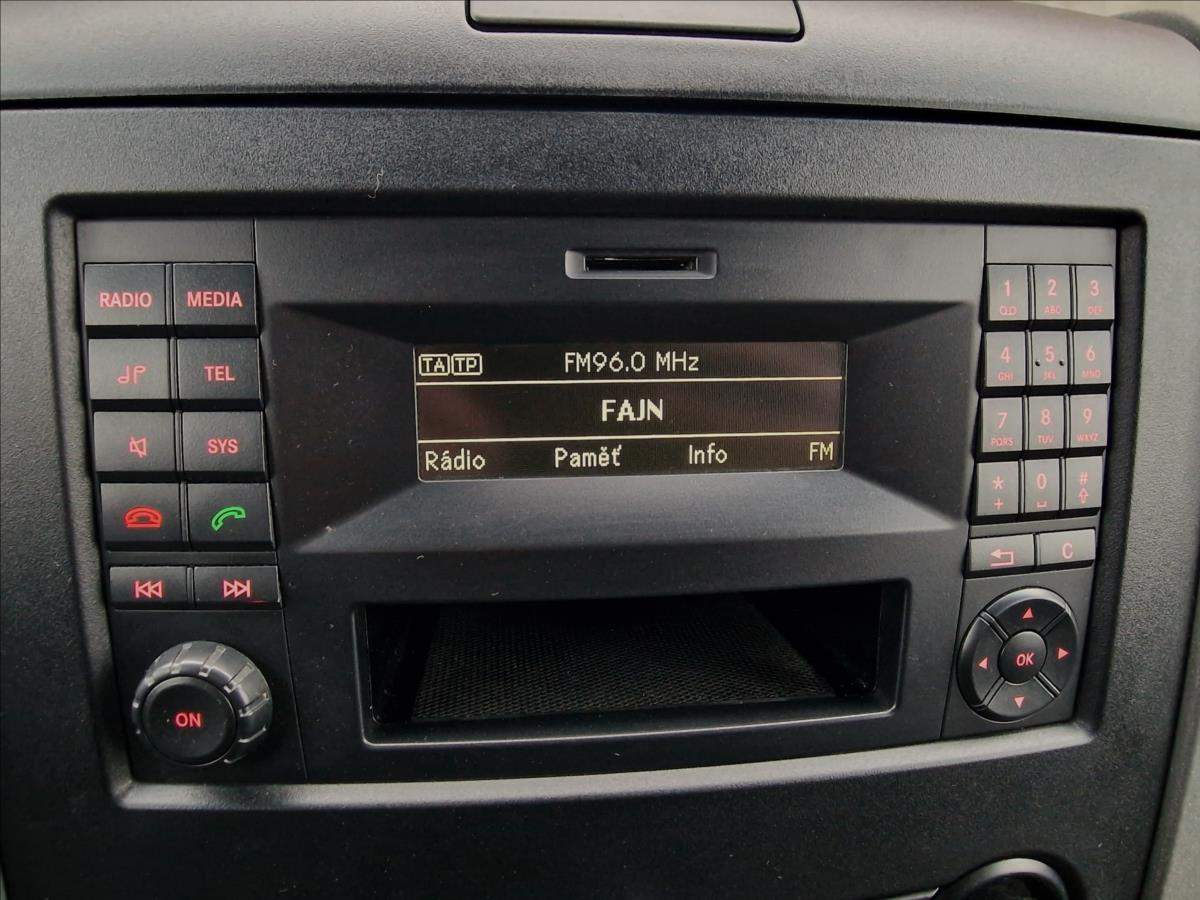 RADIO MEDIA
TEL
SYS
ON
TA TP FM96.0 MHz
FAJN
Rádio Paměť Info FM
1 2 3
ABC DEF
4 5 6
GHI JKL MNO
7 8 9
PQRS TUV WXYZ
* 0 #
+
C
OK